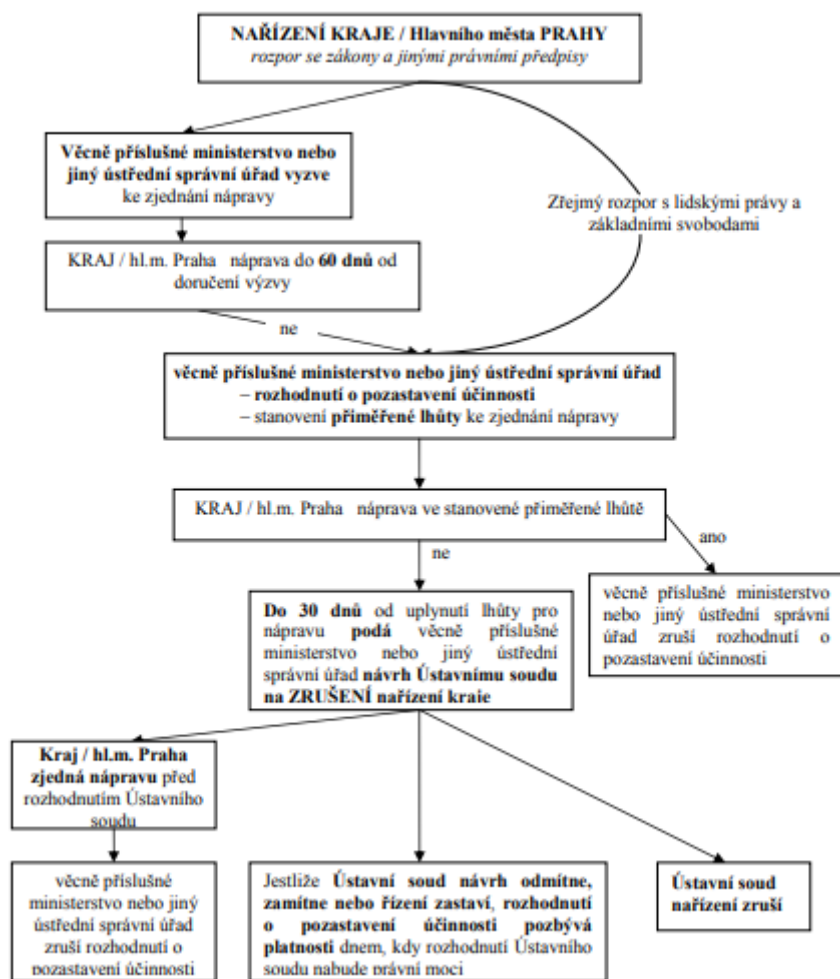 NAŘÍZENÍ KRAJE / Hlavního města PRAHY
rozpor se zákony a jinými právními předpisy
Věcně příslušné ministerstvo nebo
jiný ústřední správní úřad vyzve
ke zjednání nápravy
Zřejmý rozpor s lidskými právy a
základními svobodami
KRAJ / hl.m. Praha náprava do 60 dnů od
doručení výzvy
ne
věcně příslušné ministerstvo nebo jiný ústřední správní úřad
– rozhodnutí o pozastavení účinnosti
– stanovení přiměřené lhůty ke zjednání nápravy
KRAJ / hl.m. Praha náprava ve stanovené přiměřené lhůtě
ano
ne
Do 30 dnů od uplynutí lhůty pro
nápravu podá věcně příslušné
ministerstvo nebo jiný ústřední
správní úřad návrh Ústavnímu soudu
na ZRUŠENÍ nařízení kraje
věcně příslušné ministerstvo
nebo jiný ústřední správní
úřad zruší rozhodnutí o
pozastavení účinnosti
Kraj / hl.m. Praha
zjedná nápravu před
rozhodnutím Ústavního
soudu
věcně příslušné
ministerstvo nebo jiný
ústřední správní úřad
zruší rozhodnutí o
pozastavení účinnosti
Jestliže Ústavní soud návrh odmítne,
zamítne nebo řízení zastaví, rozhodnutí
o pozastavení účinnosti pozbývá
platnosti dnem, kdy rozhodnutí Ústavního
soudu nabude právní moci
Ústavní soud
nařízení zruší